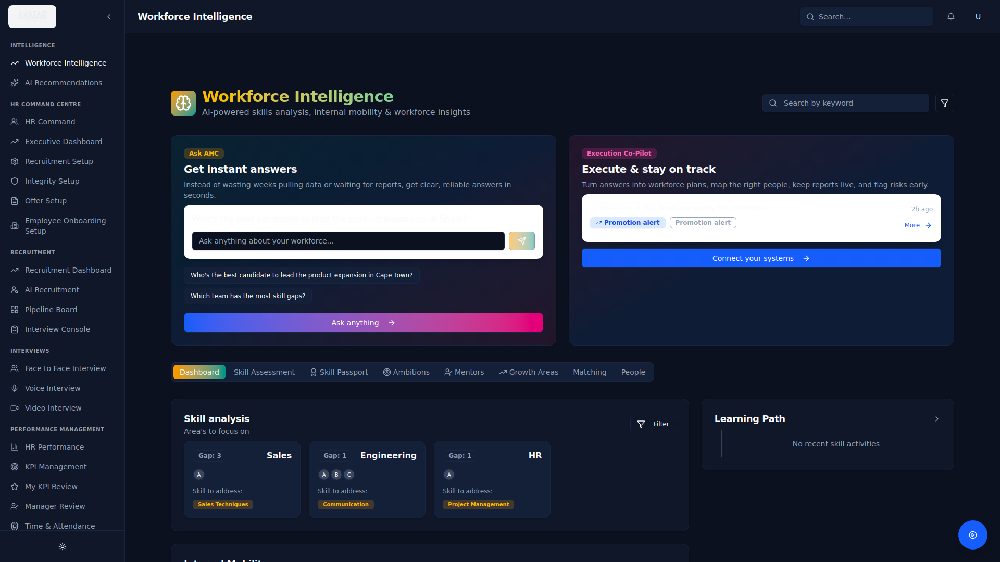 AVATAR
Workforce Intelligence
Search...
U
INTELLIGENCE
Workforce Intelligence
AI Recommendations
HR COMMAND CENTRE
HR Command
Executive Dashboard
Recruitment Setup
Integrity Setup
Offer Setup
Employee Onboarding
Setup
RECRUITMENT
Recruitment Dashboard
AI Recruitment
Pipeline Board
Interview Console
INTERVIEWS
Face to Face Interview
Voice Interview
Video Interview
PERFORMANCE MANAGEMENT
HR Performance
KPI Management
My KPI Review
Manager Review
Time & Attendance
Workforce Intelligence
AI-powered skills analysis, internal mobility & workforce insights
Search by keyword
Ask AHC
Get instant answers
Instead of wasting weeks pulling data or waiting for reports, get clear, reliable answers in
seconds.
Who's the best candidate to lead the product expansion in Spain?
Ask anything about your workforce...
Who's the best candidate to lead the product expansion in Cape Town?
Which team has the most skill gaps?
Ask anything
Execution Co-Pilot
Execute & stay on track
Turn answers into workforce plans, map the right people, keep reports live, and flag risks early.
members of this team are ready for promotion
2h ago
Promotion alert
Promotion alert
More
Connect your systems
Dashboard
Skill Assessment
Skill Passport
Ambitions
Mentors
Growth Areas
Matching
People
Skill analysis
Area's to focus on
Filter
Gap: 3
Sales
A
Skill to address:
Sales Techniques
Gap: 1
Engineering
A B C
Skill to address:
Communication
Gap: 1
HR
A
Skill to address:
Project Management
Learning Path
No recent skill activities
Internal Mobility